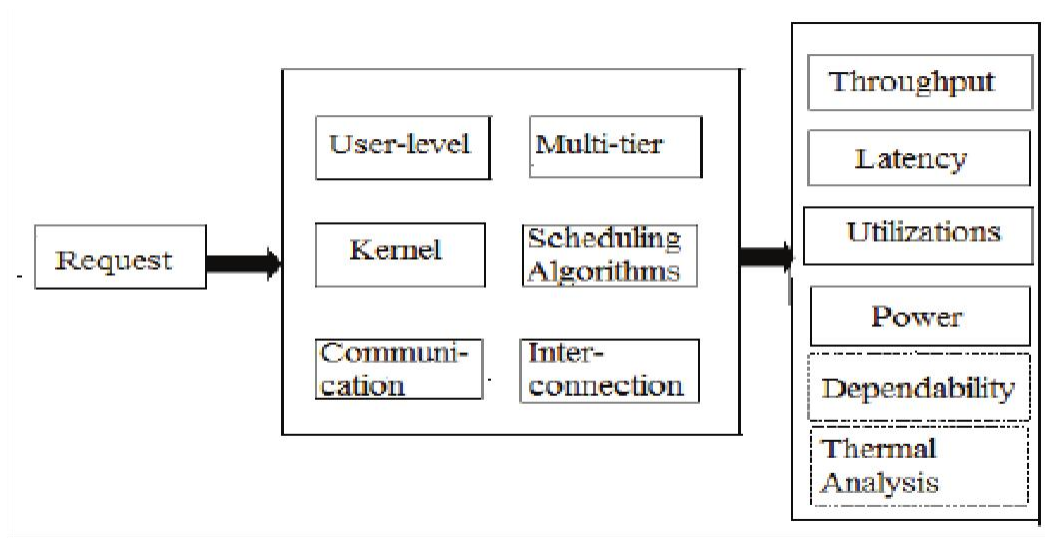 Request
User-level
Multi-tier
Kernel
Scheduling
Algorithms
Communi-
cation
Inter-
connection
Throughput
Latency
Utilizations
Power
Dependability
Thermal
Analysis